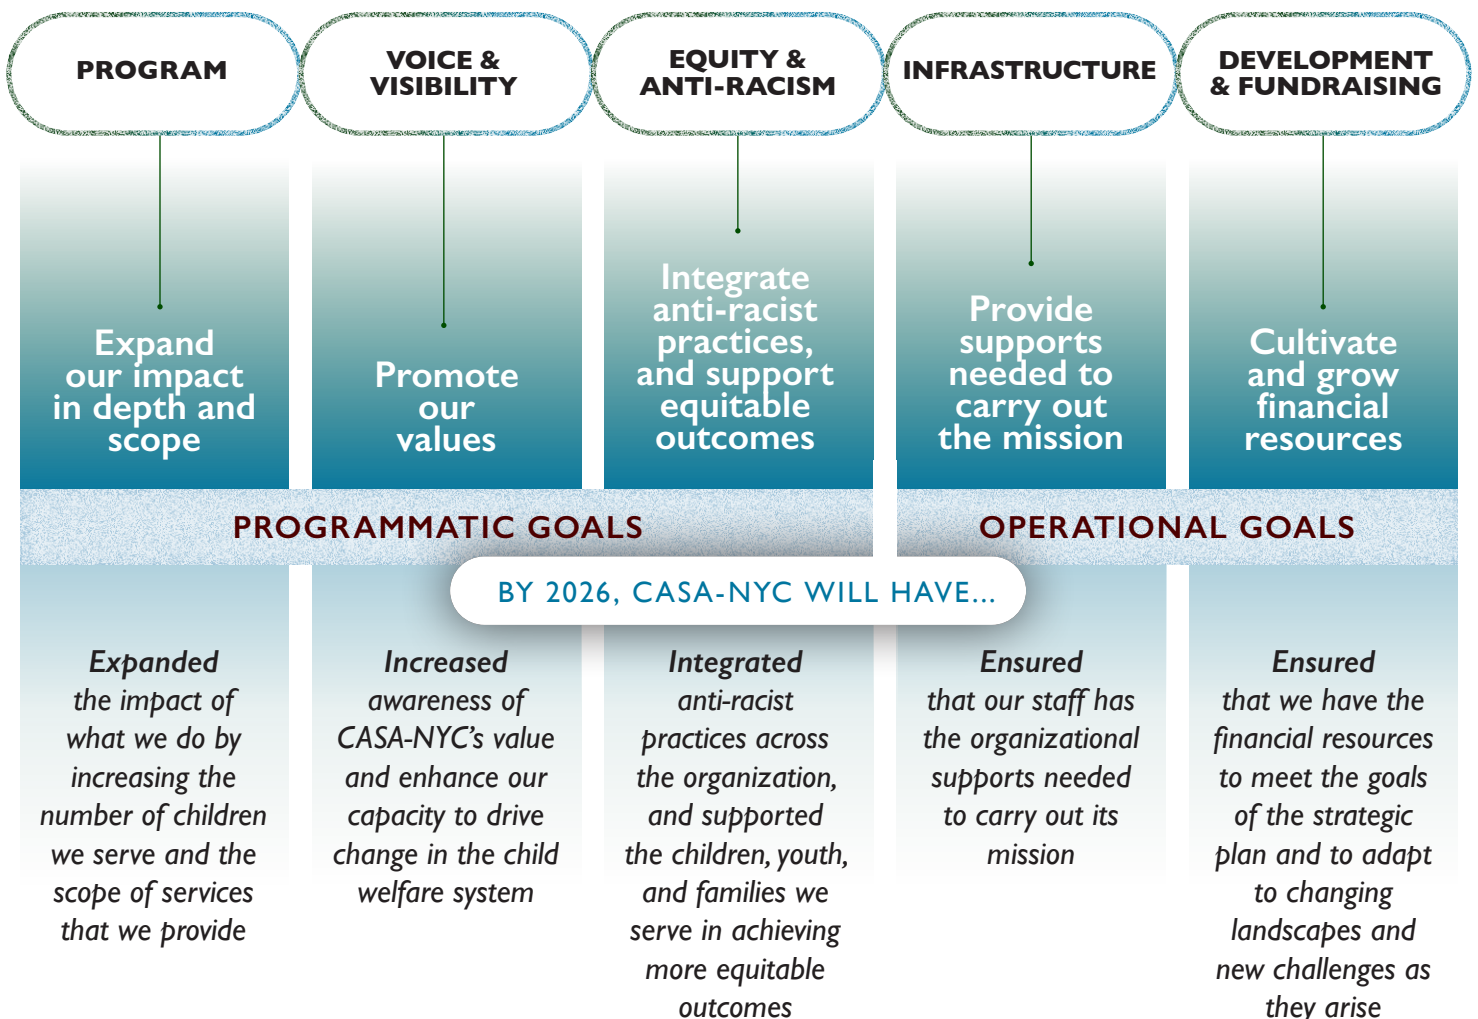 PROGRAM
VOICE &
VISIBILITY
EQUITY &
ANTI-RACISM
INFRASTRUCTURE
DEVELOPMENT
& FUNDRAISING
Expand
our impact
in depth and
scope
Promote
our
values
Integrate
anti-racist
practices,
and support
equitable
outcomes
Provide
supports
needed to
carry out
the mission
Cultivate
and grow
financial
resources
PROGRAMMATIC GOALS
OPERATIONAL GOALS
BY 2026, CASA-NYC WILL HAVE...
Expanded
the impact of
what we do by
increasing the
number of children
we serve and the
scope of services
that we provide
Increased
awareness of
CASA-NYC’s value
and enhance our
capacity to drive
change in the child
welfare system
Integrated
anti-racist
practices across
the organization,
and supported
the children, youth,
and families we
serve in achieving
more equitable
outcomes
Ensured
that our staff has
the organizational
supports needed
to carry out its
mission
Ensured
that we have the
financial resources
to meet the goals
of the strategic
plan and to adapt
to changing
landscapes and
new challenges as
they arise